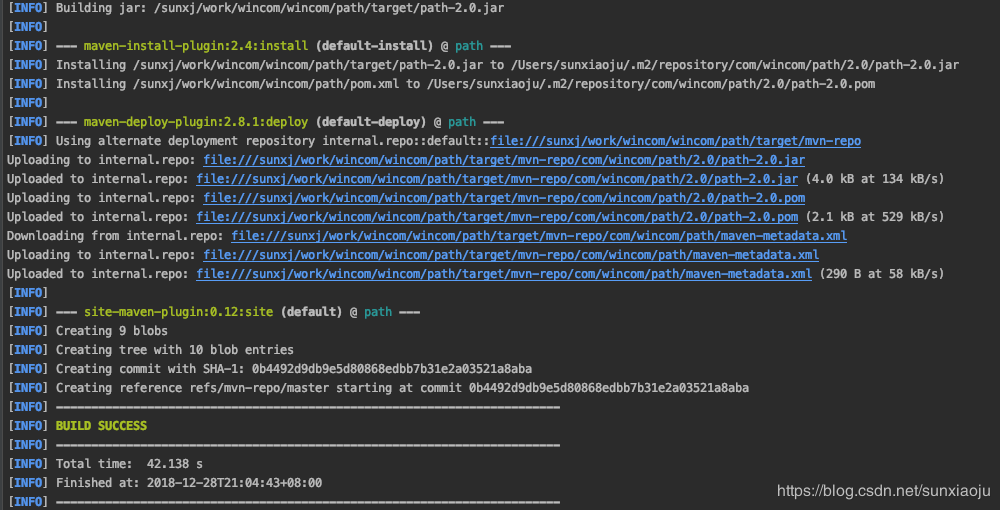 [INFO] Building jar: /sunxj/work/wincom/wincom/path/target/path-2.0.jar
[INFO]
[INFO] --- maven-install-plugin:2.4:install (default-install) @ path ---
[INFO] Installing /sunxj/work/wincom/wincom/path/target/path-2.0.jar to /Users/sunxiaoju/.m2/repository/com/wincom/path/2.0/path-2.0.jar
[INFO] Installing /sunxj/work/wincom/wincom/path/pom.xml to /Users/sunxiaoju/.m2/repository/com/wincom/path/2.0/path-2.0.pom
[INFO]
[INFO] --- maven-deploy-plugin:2.8.1:deploy (default-deploy) @ path ---
[INFO] Using alternate deployment repository internal.repo::default::file:///sunxj/work/wincom/wincom/path/target/mvn-repo
Uploading to internal.repo: file:///sunxj/work/wincom/wincom/path/target/mvn-repo/com/wincom/path/2.0/path-2.0.jar
Uploaded to internal.repo: file:///sunxj/work/wincom/wincom/path/target/mvn-repo/com/wincom/path/2.0/path-2.0.jar (4.0 kB at 134 kB/s)
Uploading to internal.repo: file:///sunxj/work/wincom/wincom/path/target/mvn-repo/com/wincom/path/2.0/path-2.0.pom
Uploaded to internal.repo: file:///sunxj/work/wincom/wincom/path/target/mvn-repo/com/wincom/path/2.0/path-2.0.pom (2.1 kB at 529 kB/s)
Downloading from internal.repo: file:///sunxj/work/wincom/wincom/path/target/mvn-repo/com/wincom/path/maven-metadata.xml
Uploading to internal.repo: file:///sunxj/work/wincom/wincom/path/target/mvn-repo/com/wincom/path/maven-metadata.xml
Uploaded to internal.repo: file:///sunxj/work/wincom/wincom/path/target/mvn-repo/com/wincom/path/maven-metadata.xml (290 B at 58 kB/s)
[INFO]
[INFO] --- site-maven-plugin:0.12:site (default) @ path ---
[INFO] Creating 9 blobs
[INFO] Creating tree with 10 blob entries
[INFO] Creating commit with SHA-1: 0b4492d9db9e5d80868edbb7b31e2a03521a8aba
[INFO] Creating reference refs/mvn-repo/master starting at commit 0b4492d9db9e5d80868edbb7b31e2a03521a8aba
[INFO] ------------------------------------------------------------------------
[INFO] BUILD SUCCESS
[INFO] ------------------------------------------------------------------------
[INFO] Total time:  42.138 s
[INFO] Finished at: 2018-12-28T21:04:43+08:00
[INFO] ------------------------------------------------------------------------
https://blog.csdn.net/sunxiaoju